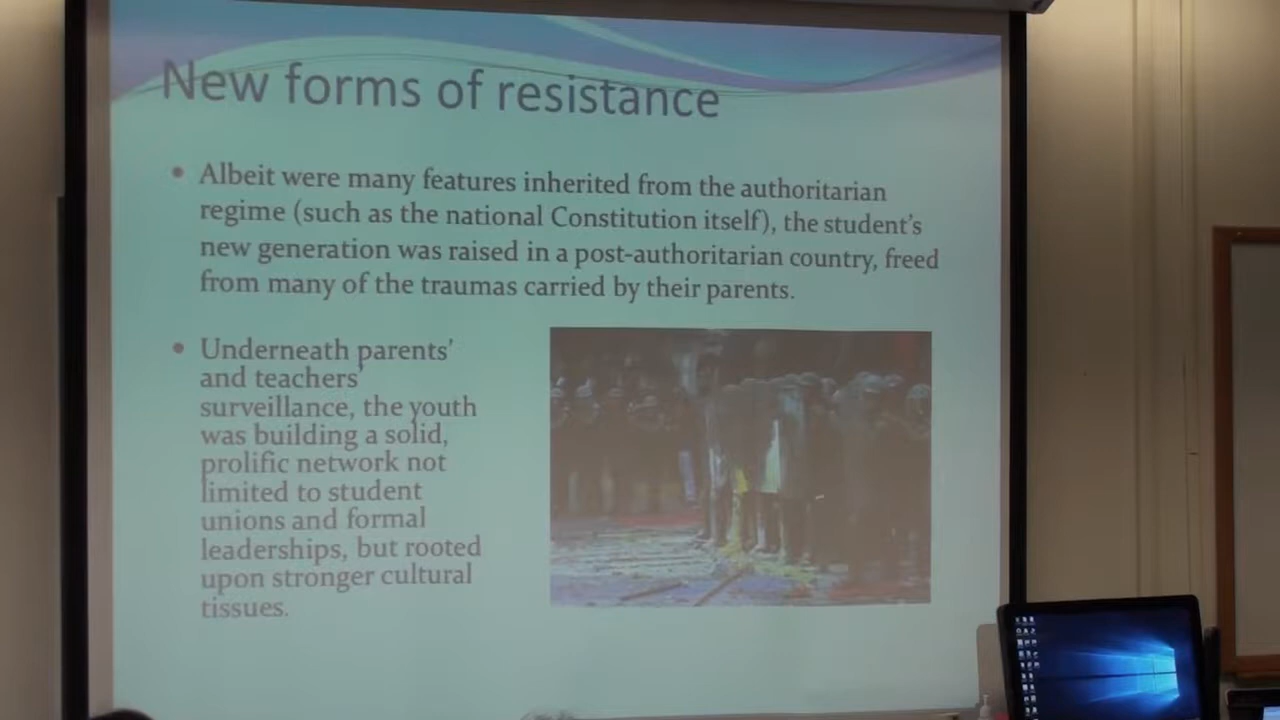 New forms of resistance
• Albeit were many features inherited from the authoritarian
regime (such as the national Constitution itself), the student's
new generation was raised in a post-authoritarian country, freed
from many of the traumas carried by their parents.
• Underneath parents'
and teachers'
surveillance, the youth
was building a solid,
prolific network not
limited to student
unions and formal
leaderships, but rooted
upon stronger cultural
tissues.